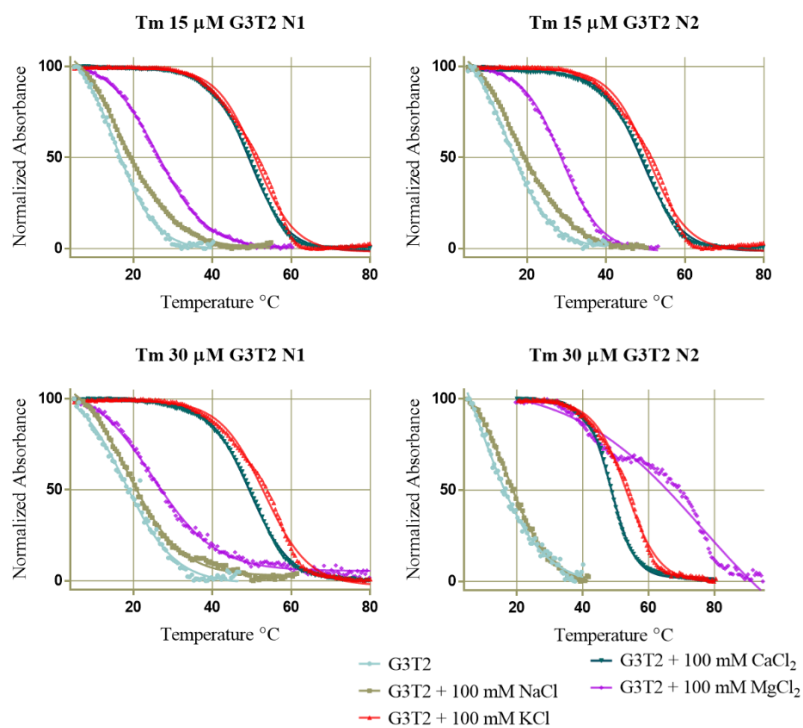 Tm 15 µM G3T2 N1
Normalized Absorbance
100
50
0
20
40
60
80
Temperature °C
Tm 15 µM G3T2 N2
Normalized Absorbance
100
50
0
20
40
60
80
Temperature °C
Tm 30 µM G3T2 N1
Normalized Absorbance
100
50
0
20
40
60
80
Temperature °C
Tm 30 µM G3T2 N2
Normalized Absorbance
100
50
0
20
40
60
80
Temperature °C
G3T2
G3T2 + 100 mM NaCl
G3T2 + 100 mM KCl
G3T2 + 100 mM CaCl₂
G3T2 + 100 mM MgCl₂